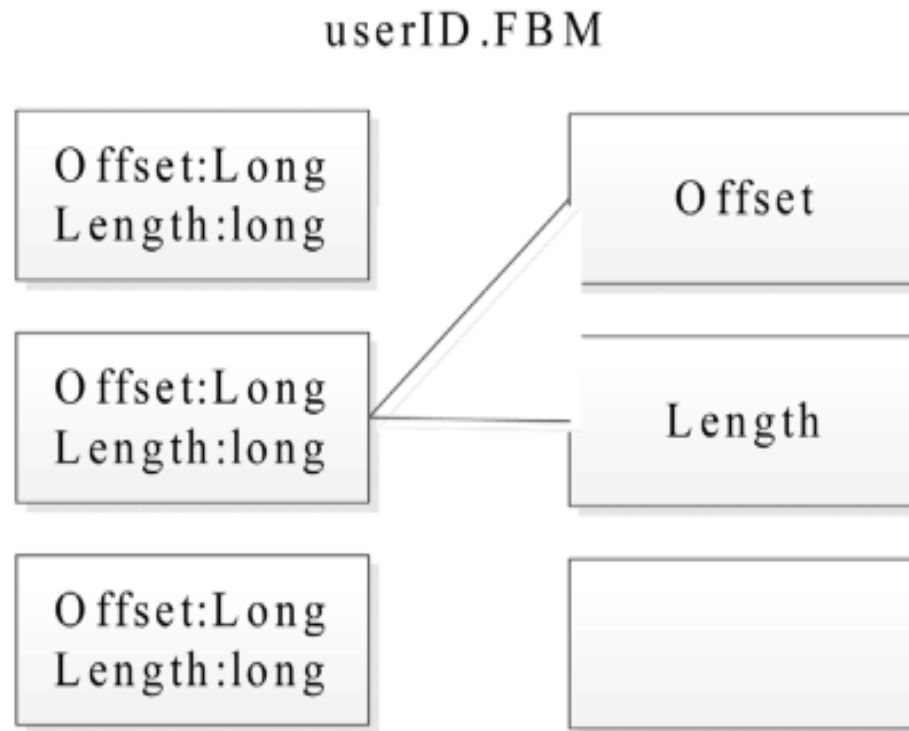 userID.FBM
Offset:Long
Length:long
Offset
Offset:Long
Length:long
Length
Offset:Long
Length:long